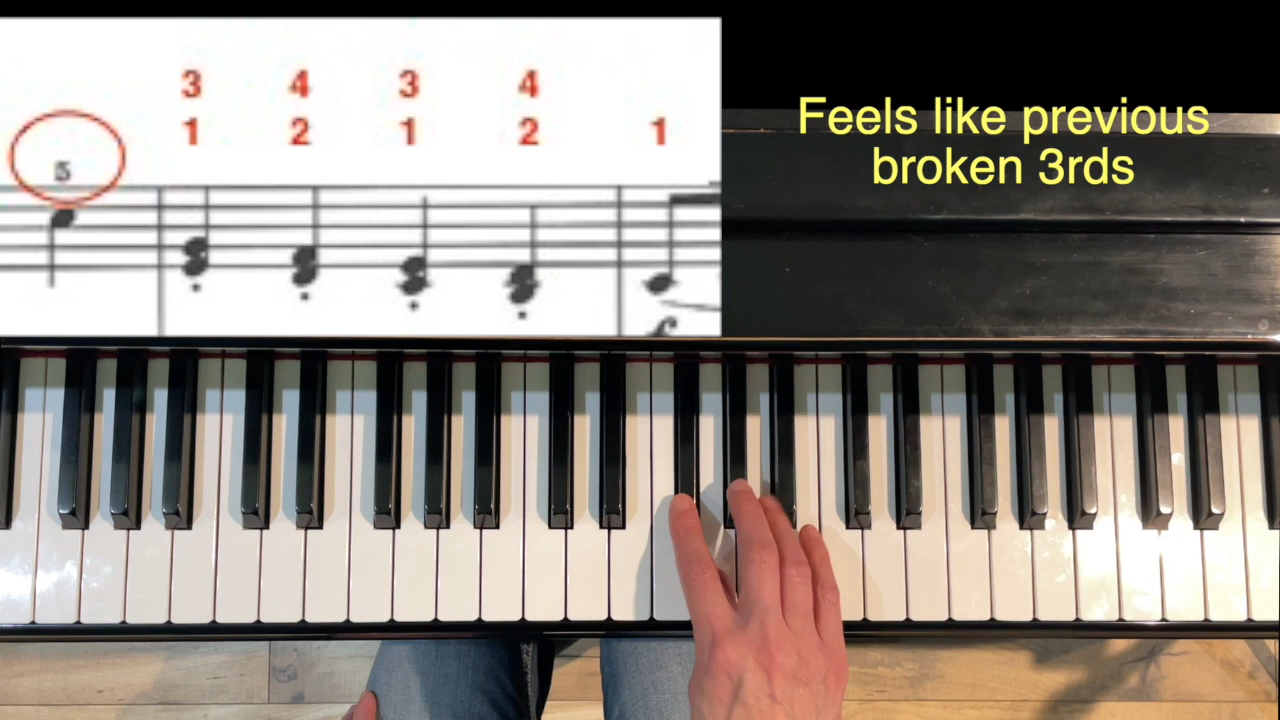 3 4 3 4
1 2 1 2 1
5
f
Feels like previous
broken 3rds